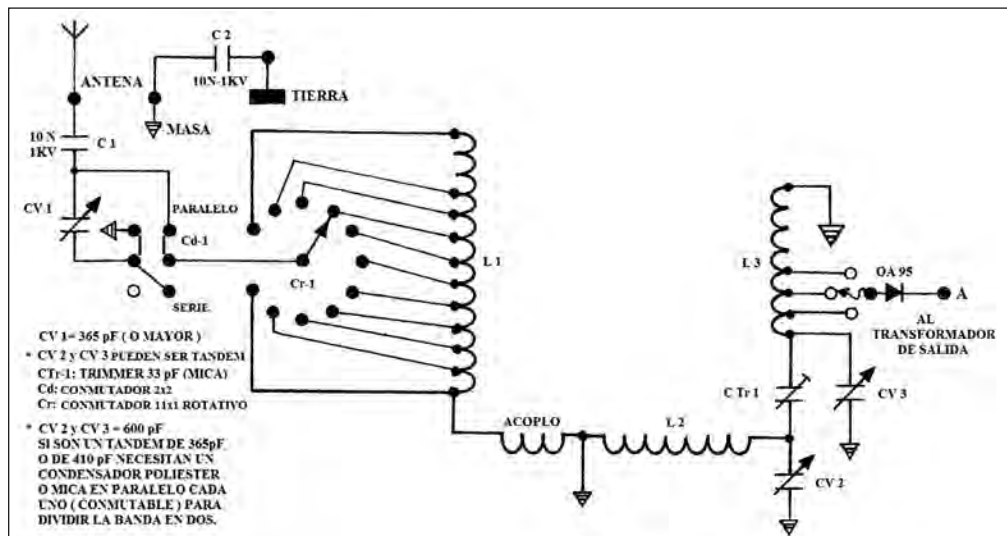 C 2
10N-1KV
ANTENA
TIERRA
MASA
10 N
1KV
C 1
CV 1
PARALELO
Cd-1
SERIE.
Cr-1
L 1
L 3
OA 95
A
AL
TRANSFORMADOR
DE SALIDA
C Tr 1
CV 3
ACOPLO
L 2
CV 2
CV 1= 365 pF ( O MAYOR )
* CV 2 y CV 3 PUEDEN SER TANDEM
CTr-1: TRIMMER 33 pF (MICA)
Cd: CONMUTADOR 2x2
Cr: CONMUTADOR 11x1 ROTATIVO
* CV 2 y CV 3 = 600 pF
SI SON UN TANDEM DE 365pF
O DE 410 pF NECESITAN UN
CONDENSADOR POLIESTER
O MICA EN PARALELO CADA
UNO ( CONMUTABLE ) PARA
DIVIDIR LA BANDA EN DOS.